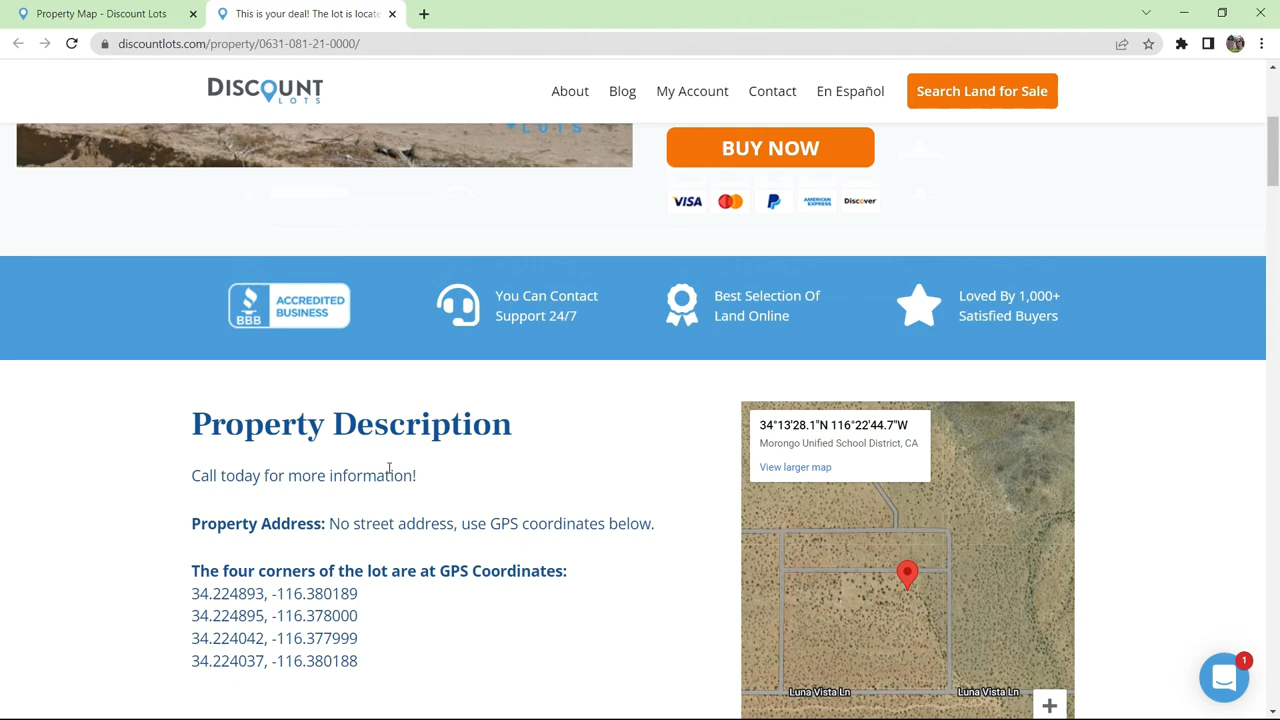 Property Map - Discount Lots
This is your deal! The lot is locate
discountlots.com/property/0631-081-21-0000/
DISCOUNT
LOTS
About
Blog
My Account
Contact
En Español
Search Land for Sale
LOTS
BUY NOW
VISA
AMERICAN EXPRESS
Discover
BBB
ACCREDITED
BUSINESS
You Can Contact
Support 24/7
Best Selection Of
Land Online
Loved By 1,000+
Satisfied Buyers
Property Description
Call today for more information!
Property Address: No street address, use GPS coordinates below.
The four corners of the lot are at GPS Coordinates:
34.224893, -116.380189
34.224895, -116.378000
34.224042, -116.377999
34.224037, -116.380188
34°13'28.1"N 116°22'44.7"W
Morongo Unified School District, CA
View larger map
Luna Vista Ln
Luna Vista Ln
+
1